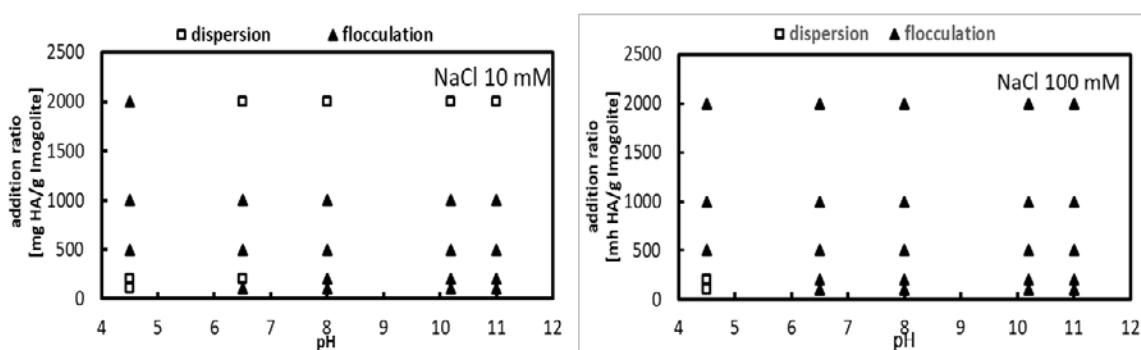 dispersion flocculation
NaCl 10 mM
addition ratio
[mg HA/g Imogolite]
2500
2000
1500
1000
500
0
4 5 6 7 8 9 10 11 12
pH
dispersion flocculation
NaCl 100 mM
addition ratio
[mh HA/g Imogolite]
2500
2000
1500
1000
500
0
4 5 6 7 8 9 10 11 12
pH